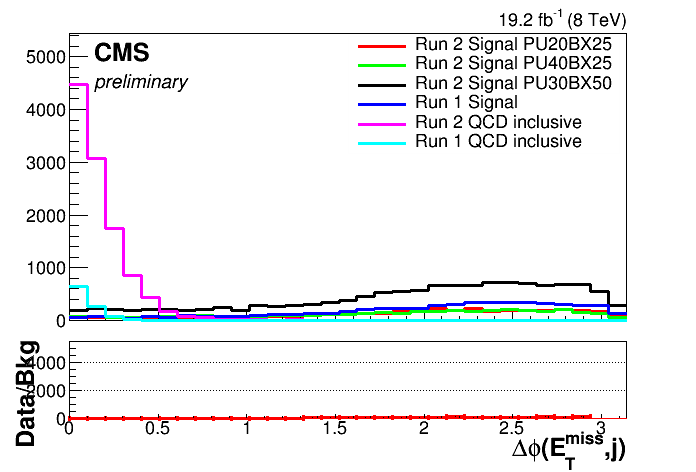 19.2 fb-1 (8 TeV)
CMS
preliminary
Run 2 Signal PU20BX25
Run 2 Signal PU40BX25
Run 2 Signal PU30BX50
Run 1 Signal
Run 2 QCD inclusive
Run 1 QCD inclusive
5000
4000
3000
2000
1000
0
Data/Bkg
4000
2000
0
0 0.5 1 1.5 2 2.5 3
Δϕ(E_T^miss,j)